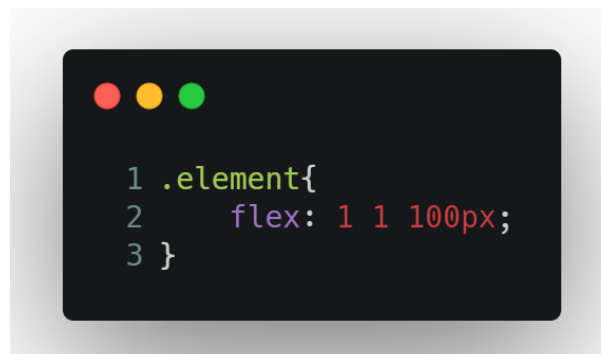 1 .element{
2     flex: 1 1 100px;
3 }